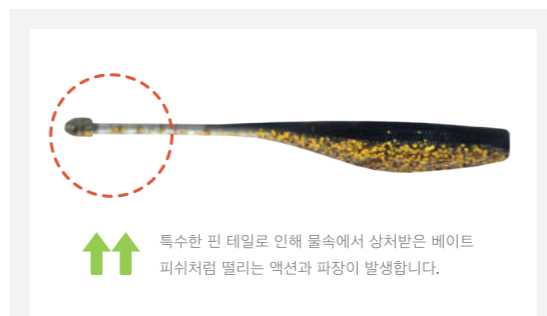 특수한 핀 테일로 인해 물속에서 상처받은 베이트
피쉬처럼 떨리는 액션과 파장이 발생합니다.